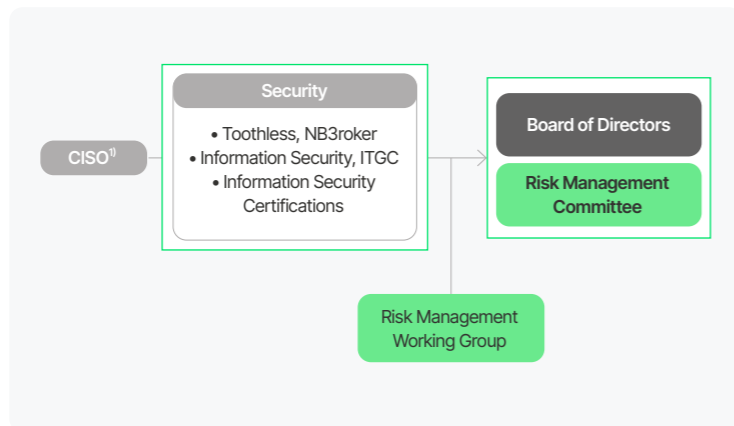 CISO1)
Security
• Toothless, NB3roker
• Information Security, ITGC
• Information Security
Certifications
Board of Directors
Risk Management
Committee
Risk Management
Working Group